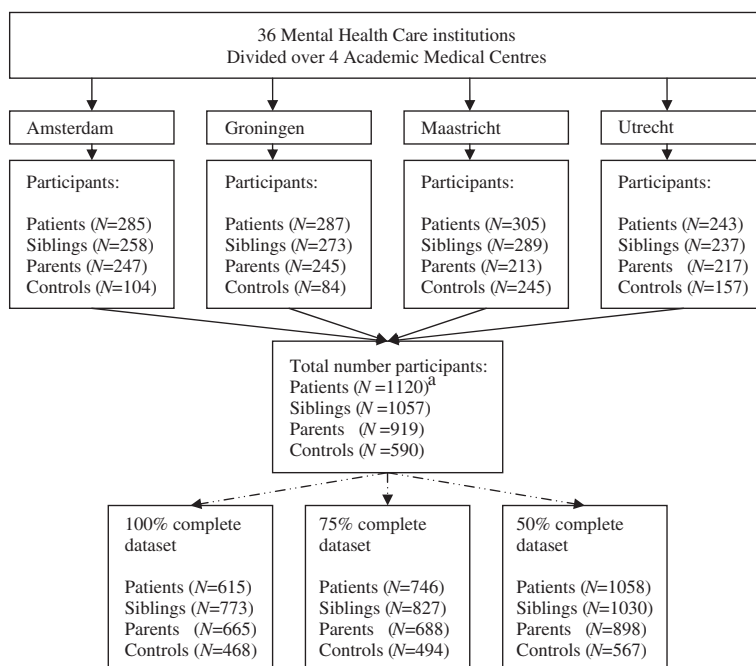 36 Mental Health Care institutions
Divided over 4 Academic Medical Centres
Amsterdam
Groningen
Maastricht
Utrecht
Participants:
Patients (N=285)
Siblings (N=258)
Parents (N=247)
Controls (N=104)
Participants:
Patients (N=287)
Siblings (N=273)
Parents (N=245)
Controls (N=84)
Participants:
Patients (N=305)
Siblings (N=289)
Parents (N=213)
Controls (N=245)
Participants:
Patients (N=243)
Siblings (N=237)
Parents (N=217)
Controls (N=157)
Total number participants:
Patients (N =1120)a
Siblings (N =1057)
Parents (N =919)
Controls (N =590)
100% complete
dataset
Patients (N=615)
Siblings (N=773)
Parents (N=665)
Controls (N=468)
75% complete
dataset
Patients (N=746)
Siblings (N=827)
Parents (N=688)
Controls (N=494)
50% complete
dataset
Patients (N=1058)
Siblings (N=1030)
Parents (N=898)
Controls (N=567)